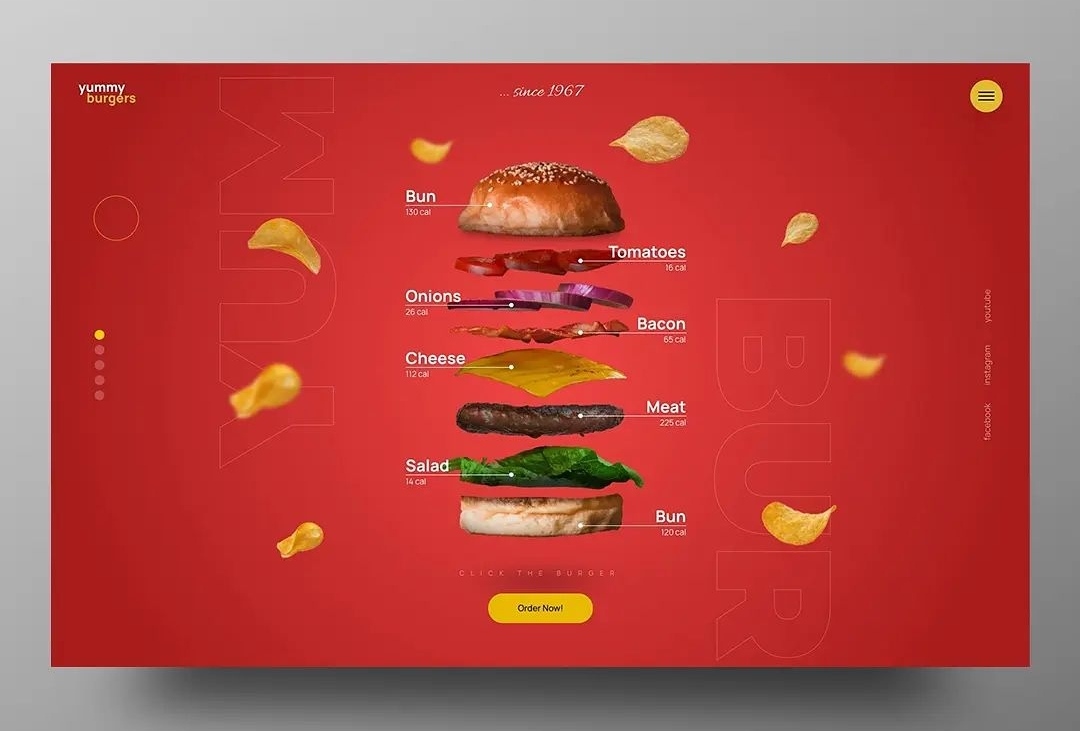 yummy
burgers
... since 1967
YUM
BUR
Bun
130 cal
Tomatoes
16 cal
Onions
26 cal
Bacon
65 cal
Cheese
112 cal
Meat
225 cal
Salad
14 cal
Bun
120 cal
youtube
instagram
facebook
CLICK THE BURGER
Order Now!